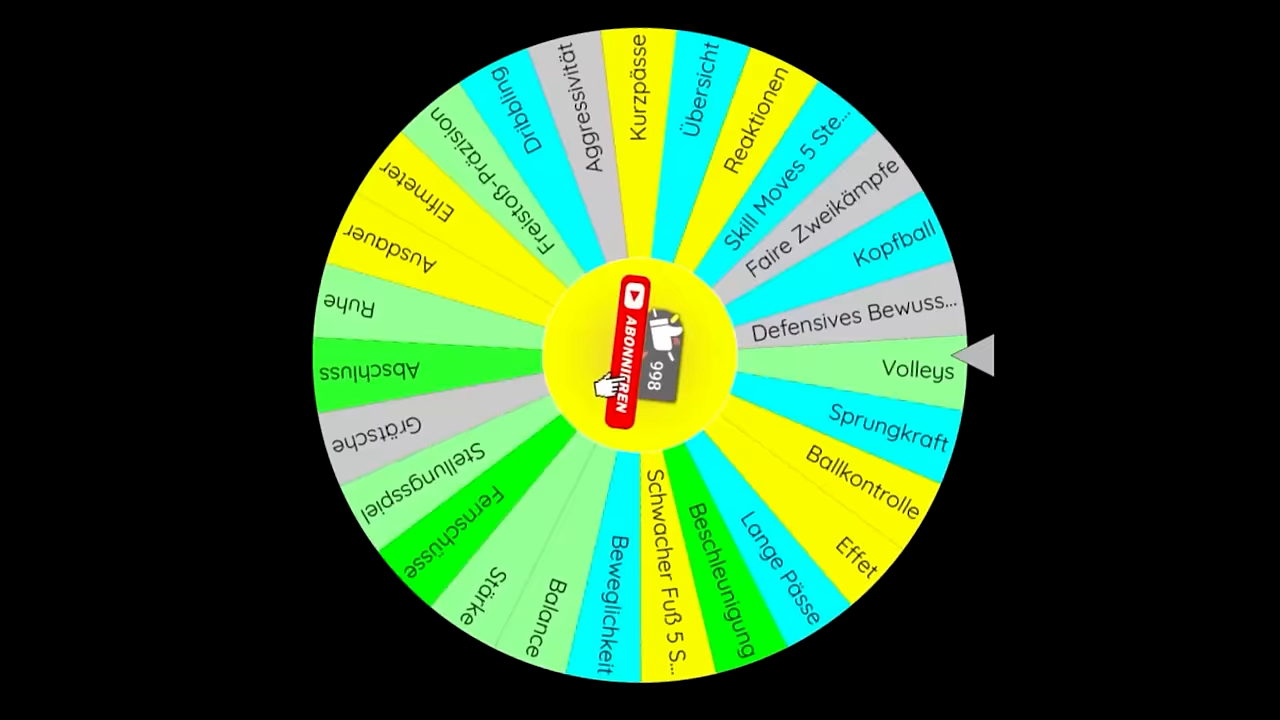 Kurzpässe
Übersicht
Reaktionen
Skill Moves 5 Ste...
Faire Zweikämpfe
Kopfball
Defensives Bewuss...
Volleys
Sprungkraft
Ballkontrolle
Effet
Lange Pässe
Beschleunigung
Schwacher Fuß 5 S...
Beweglichkeit
Balance
Stärke
Fernschüsse
Stellungsspiel
Grätsche
Abschluss
Ruhe
Ausdauer
Elfmeter
Freistoß-Präzision
Dribbling
Aggressivität
ABONNIEREN
998